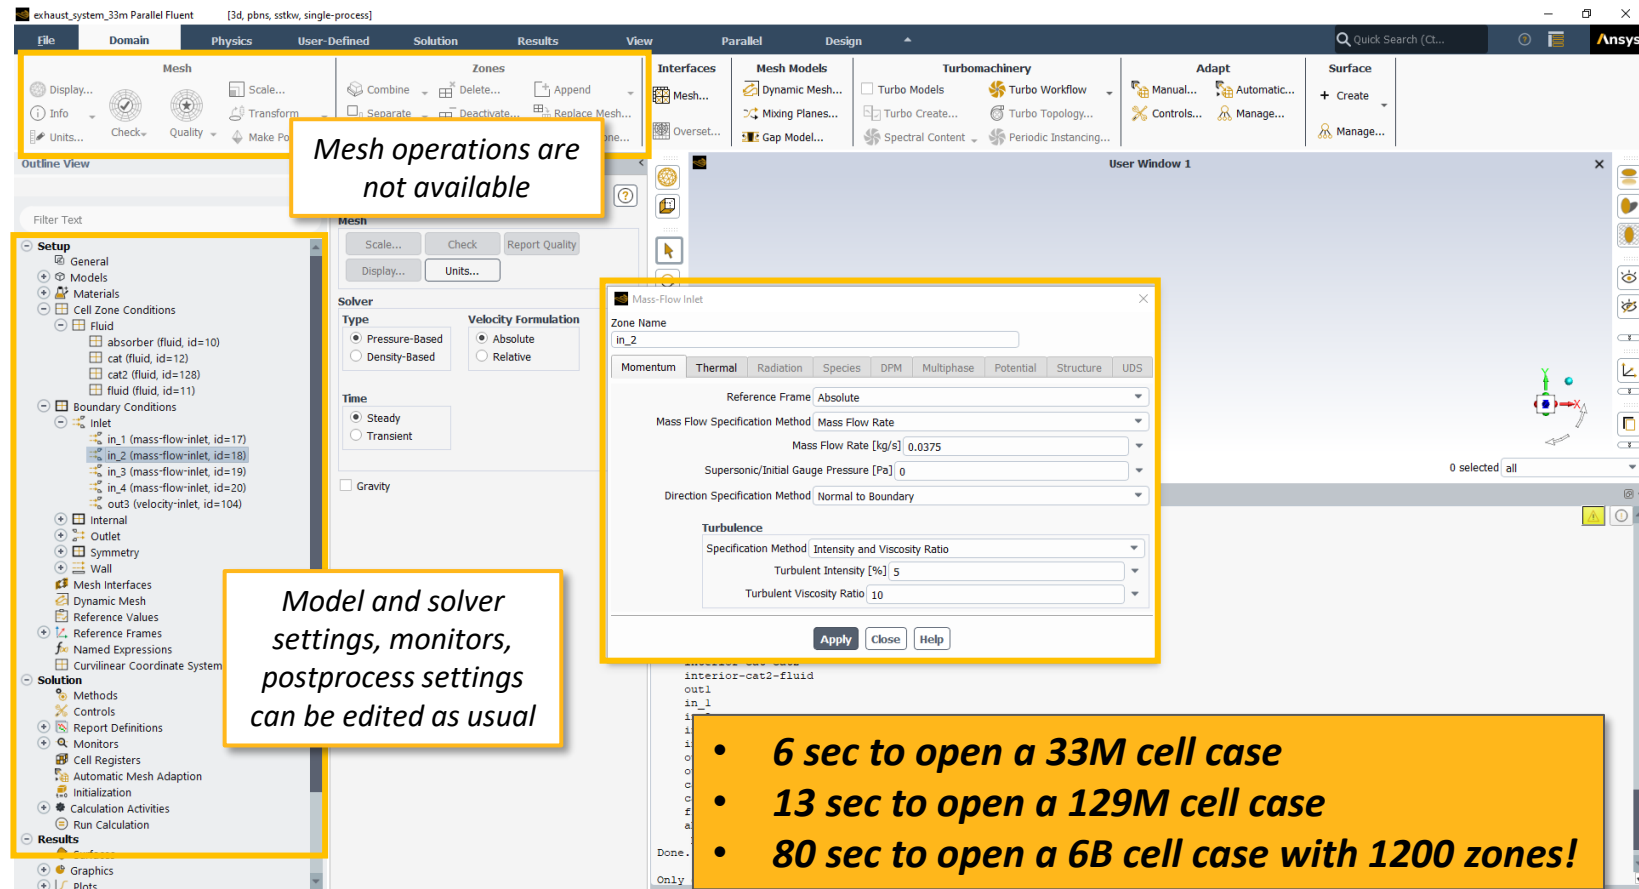 exhaust_system_33m Parallel Fluent [3d, pbns, sstkw, single-process]
File Domain Physics User-Defined Solution Results View Parallel Design
Quick Search (Ct...
Ansys
Mesh
Display...
Info
Units...
Check
Quality
Scale...
Transform
Make Po
Zones
Combine
Separate
Delete...
Deactivate...
Append
Replace Mesh...
one...
Interfaces
Mesh...
Overset...
Mesh Models
Dynamic Mesh...
Mixing Planes...
Gap Model...
Turbomachinery
Turbo Models
Turbo Create...
Spectral Content
Turbo Workflow
Turbo Topology...
Periodic Instancing...
Adapt
Manual...
Controls...
Automatic...
Manage...
Surface
+ Create
Manage...
Mesh operations are
not available
Outline View
Filter Text
Setup
General
Models
Materials
Cell Zone Conditions
Fluid
absorber (fluid, id=10)
cat (fluid, id=12)
cat2 (fluid, id=128)
fluid (fluid, id=11)
Boundary Conditions
Inlet
in_1 (mass-flow-inlet, id=17)
in_2 (mass-flow-inlet, id=18)
in_3 (mass-flow-inlet, id=19)
in_4 (mass-flow-inlet, id=20)
out3 (velocity-inlet, id=104)
Internal
Outlet
Symmetry
Wall
Mesh Interfaces
Dynamic Mesh
Reference Values
Reference Frames
Named Expressions
Curvilinear Coordinate System
Solution
Methods
Controls
Report Definitions
Monitors
Cell Registers
Automatic Mesh Adaption
Initialization
Calculation Activities
Run Calculation
Results
Graphics
Plots
Model and solver
settings, monitors,
postprocess settings
can be edited as usual
Mesh
Scale... Check Report Quality
Display... Units...
Solver
Type
Pressure-Based
Density-Based
Velocity Formulation
Absolute
Relative
Time
Steady
Transient
Gravity
User Window 1
Y
X
0 selected all
Mass-Flow Inlet
Zone Name
in_2
Momentum Thermal Radiation Species DPM Multiphase Potential Structure UDS
Reference Frame Absolute
Mass Flow Specification Method Mass Flow Rate
Mass Flow Rate [kg/s] 0.0375
Supersonic/Initial Gauge Pressure [Pa] 0
Direction Specification Method Normal to Boundary
Turbulence
Specification Method Intensity and Viscosity Ratio
Turbulent Intensity [%] 5
Turbulent Viscosity Ratio 10
Apply Close Help
interior-cat2-fluid
out1
in_1
Done.
Only
• 6 sec to open a 33M cell case
• 13 sec to open a 129M cell case
• 80 sec to open a 6B cell case with 1200 zones!